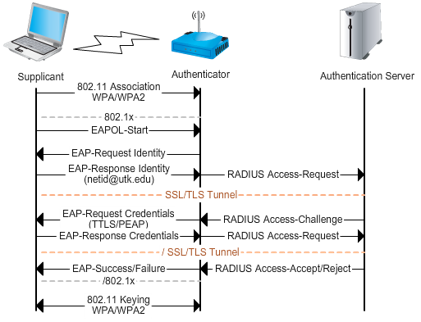 Supplicant
Authenticator
Authentication Server
802.11 Association
WPA/WPA2
802.1x
EAPOL-Start
EAP-Request Identity
EAP-Response Identity
(netid@utk.edu)
RADIUS Access-Request
SSL/TLS Tunnel
EAP-Request Credentials
(TTLS/PEAP)
RADIUS Access-Challenge
EAP-Response Credentials
RADIUS Access-Request
/ SSL/TLS Tunnel
EAP-Success/Failure
RADIUS Access-Accept/Reject
/802.1x
802.11 Keying
WPA/WPA2